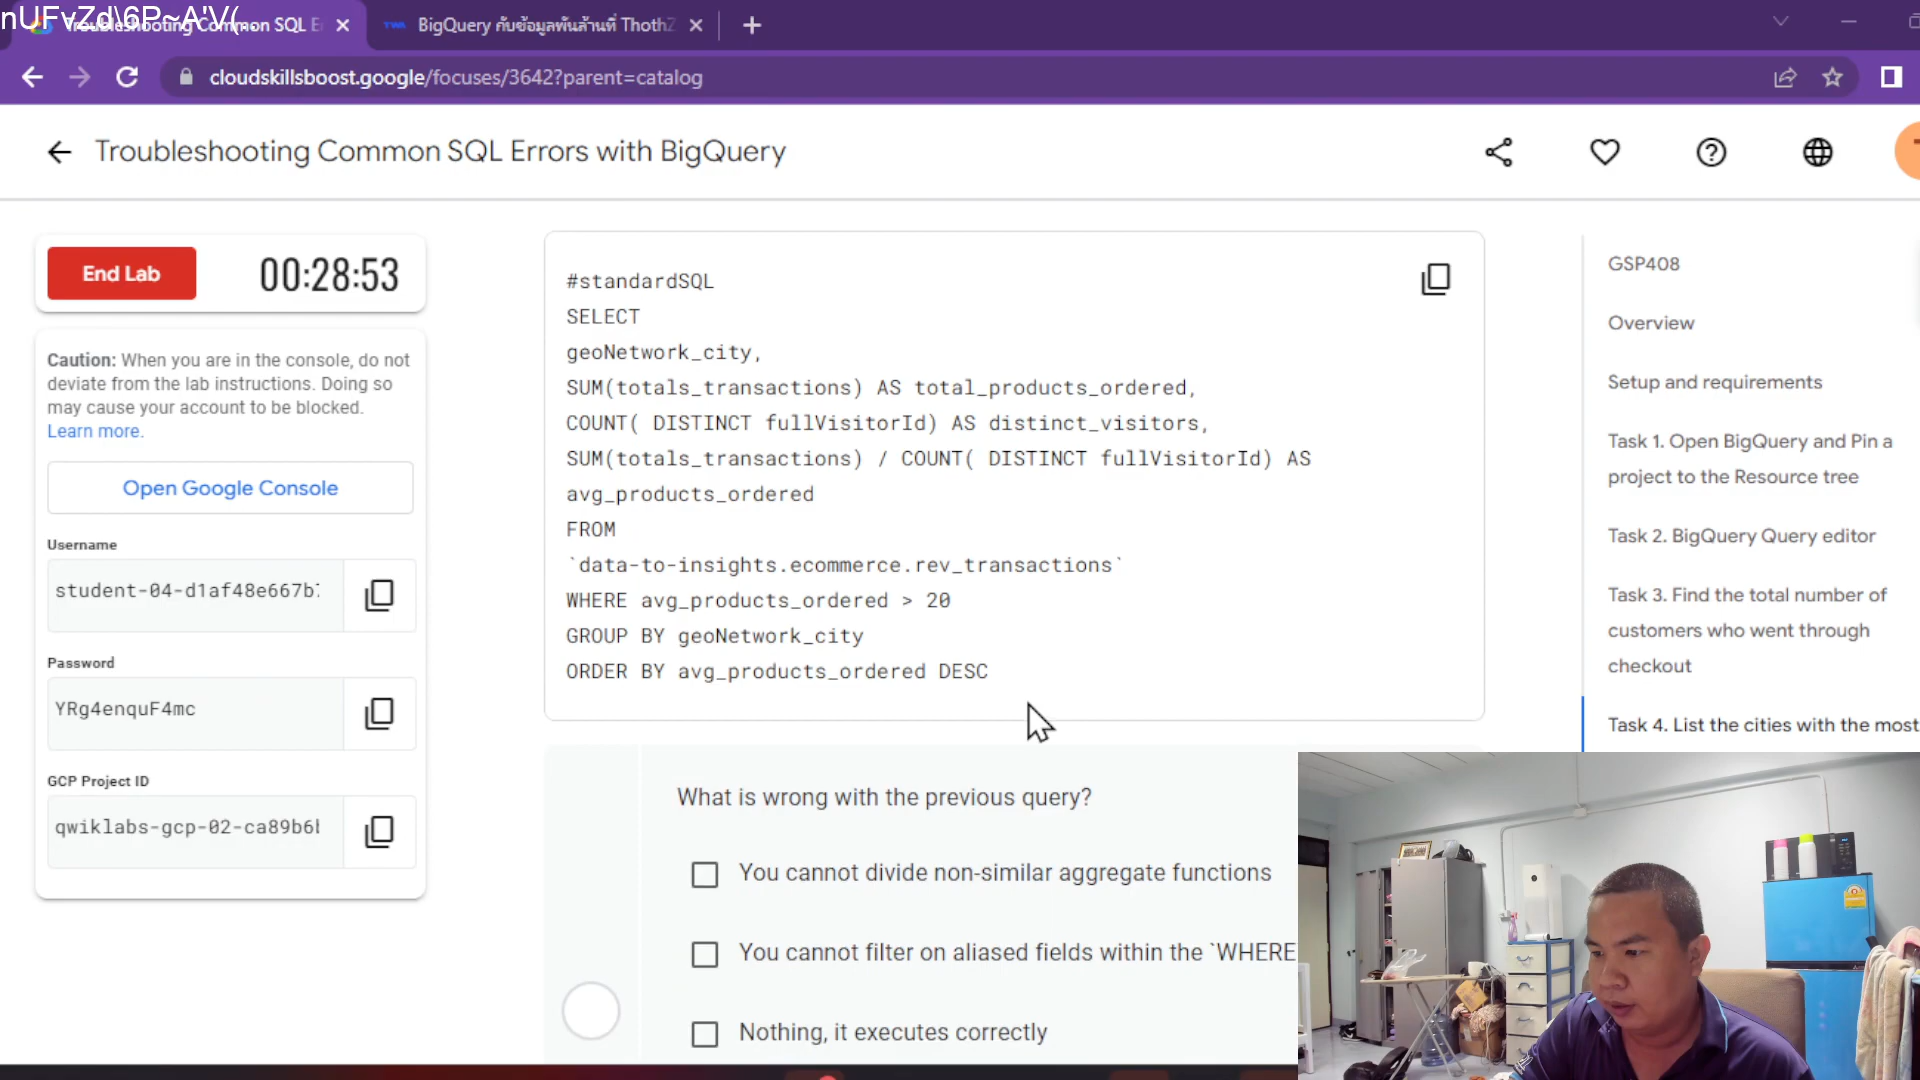 nUFvZd\6P~A'V(..
Troubleshooting Common SQL E
BigQuery กับข้อมูลพันล้านที่ ThothZ
cloudskillsboost.google/focuses/3642?parent=catalog
Troubleshooting Common SQL Errors with BigQuery
End Lab
00:28:53
Caution: When you are in the console, do not
deviate from the lab instructions. Doing so
may cause your account to be blocked.
Learn more.
Open Google Console
Username
student-04-d1af48e667b
Password
YRg4enquF4mc
GCP Project ID
qwiklabs-gcp-02-ca89b6
#standardSQL
SELECT
geoNetwork_city,
SUM(totals_transactions) AS total_products_ordered,
COUNT( DISTINCT fullVisitorId) AS distinct_visitors,
SUM(totals_transactions) / COUNT( DISTINCT fullVisitorId) AS
avg_products_ordered
FROM
`data-to-insights.ecommerce.rev_transactions`
WHERE avg_products_ordered > 20
GROUP BY geoNetwork_city
ORDER BY avg_products_ordered DESC
What is wrong with the previous query?
You cannot divide non-similar aggregate functions
You cannot filter on aliased fields within the `WHERE
Nothing, it executes correctly
GSP408
Overview
Setup and requirements
Task 1. Open BigQuery and Pin a
project to the Resource tree
Task 2. BigQuery Query editor
Task 3. Find the total number of
customers who went through
checkout
Task 4. List the cities with the most